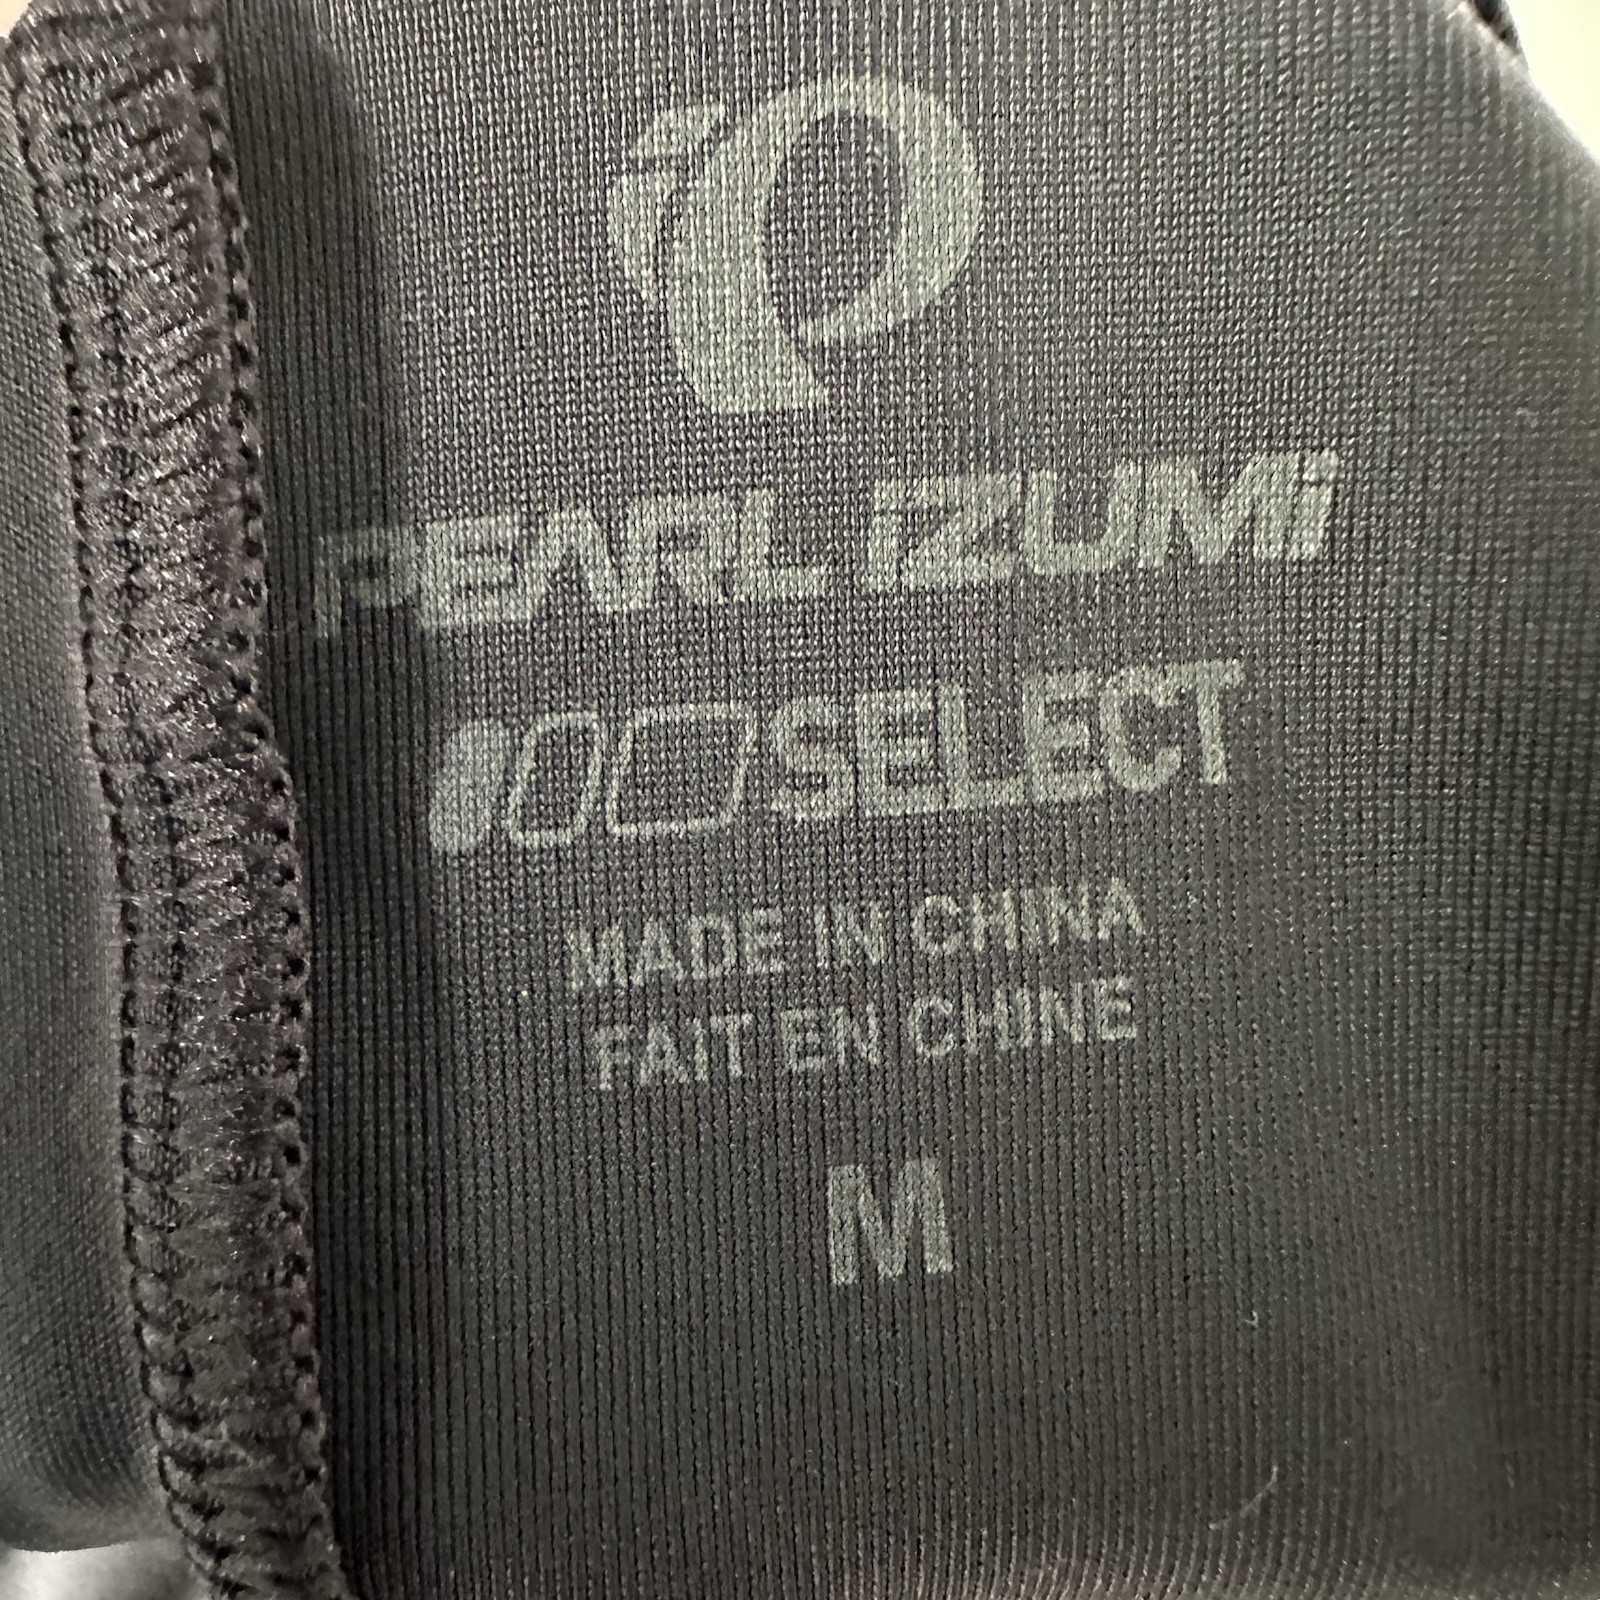 PEARL iZUMi
SELECT
MADE IN CHINA
FAIT EN CHINE
M